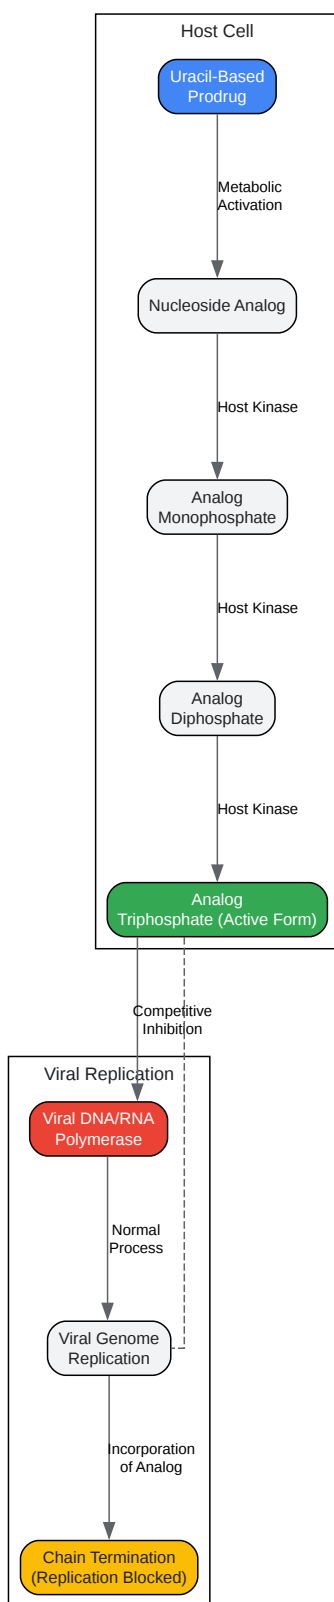 Host Cell
Uracil-Based
Prodrug
Metabolic
Activation
Nucleoside Analog
Host Kinase
Analog
Monophosphate
Host Kinase
Analog
Diphosphate
Host Kinase
Analog
Triphosphate (Active Form)
Competitive
Inhibition
Viral Replication
Viral DNA/RNA
Polymerase
Normal
Process
Viral Genome
Replication
Incorporation
of Analog
Chain Termination
(Replication Blocked)